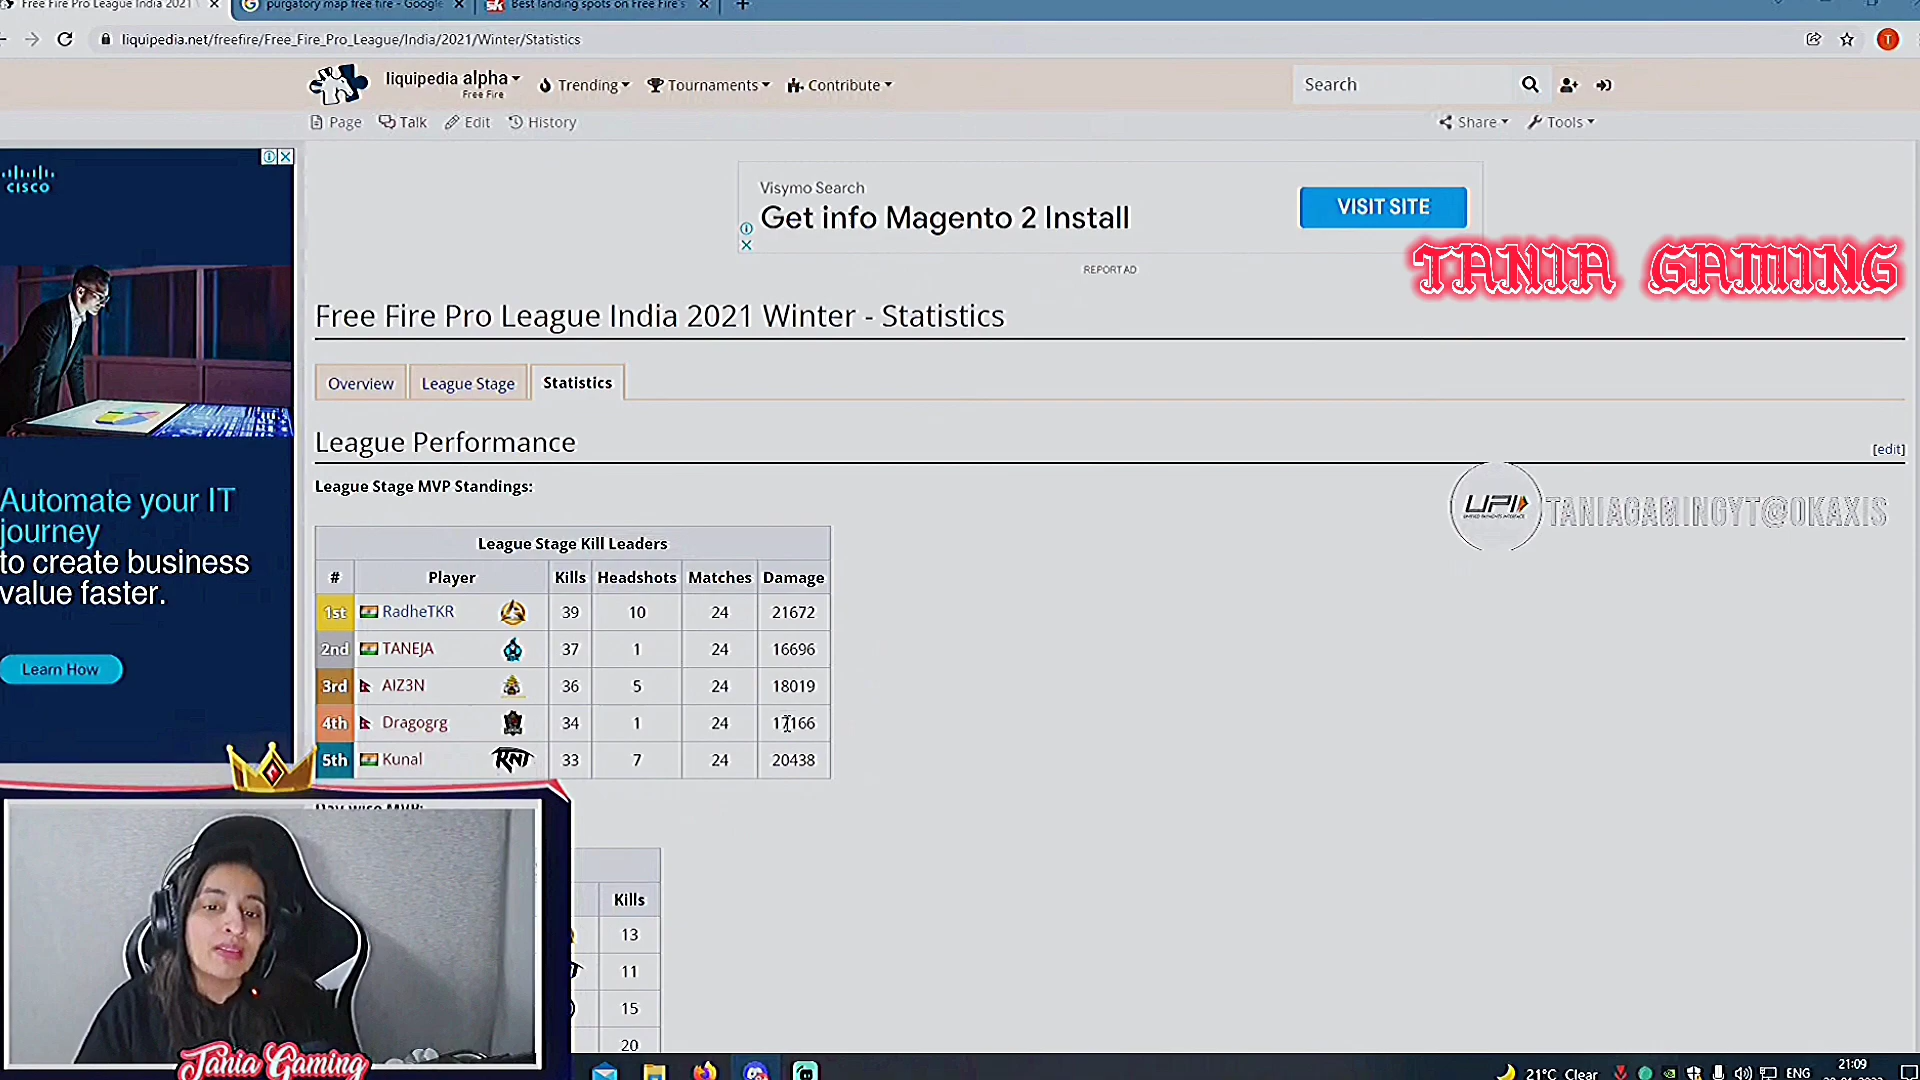 Free Fire Pro League India 2021
purgatory map free fire - Google
Best landing spots on Free Fire's
liquipedia.net/freefire/Free_Fire_Pro_League/India/2021/Winter/Statistics
T
liquipedia alpha
Free Fire
Trending
Tournaments
Contribute
Search
Page
Talk
Edit
History
Share
Tools
CISCO
Automate your IT
journey
to create business
value faster.
Learn How
Visymo Search
Get info Magento 2 Install
VISIT SITE
REPORT AD
TANIA GAMING
Free Fire Pro League India 2021 Winter - Statistics
Overview
League Stage
Statistics
League Performance
[edit]
League Stage MVP Standings:
UPI
TANIAGAMINGYT@OKAXIS
League Stage Kill Leaders
# Player Kills Headshots Matches Damage
1st RadheTKR 39 10 24 21672
2nd TANEJA 37 1 24 16696
3rd AIZ3N 36 5 24 18019
4th Dragogrg 34 1 24 17166
5th Kunal RNT 33 7 24 20438
Day wise MVP:
Kills
13
11
15
20
Tania Gaming
21°C Clear
ENG
21:09